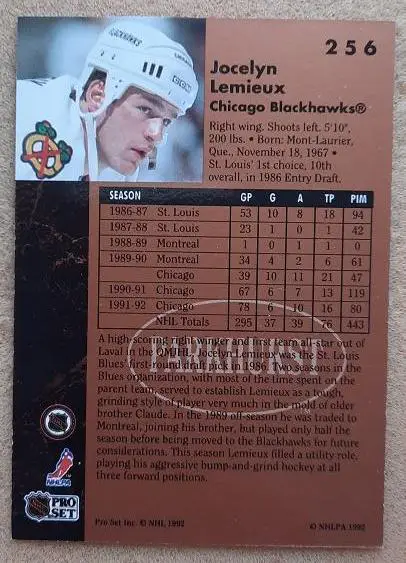 256
Jocelyn
Lemieux
Chicago Blackhawks®
Right wing. Shoots left. 5'10",
200 lbs. • Born: Mont-Laurier,
Que., November 18, 1967 •
St. Louis' 1st choice, 10th
overall, in 1986 Entry Draft.
SEASON GP G A TP PIM
1986-87 St. Louis 53 10 8 18 94
1987-88 St. Louis 23 1 0 1 42
1988-89 Montreal 1 0 1 1 0
1989-90 Montreal 34 4 2 6 61
Chicago 39 10 11 21 47
1990-91 Chicago 67 6 7 13 119
1991-92 Chicago 78 6 10 16 80
NHL Totals 295 37 39 76 443
PARKHURST
A high-scoring right winger and team star out of
Laval in the QMJHL, Jocelyn Lemieux was the St. Louis
Blues' first round draft pick in 1986. Two seasons in the
Blues organization, with most of the time spent in the
parent team, served to establish Lemieux as a tough,
grinding style of player very much in the mold of older
brother Claude. In the 1989 off-season he was traded to
Montreal, joining his brother, but played only half the
season before being moved to the Blackhawks for future
considerations. This season Lemieux filled a utility role,
playing his aggressive bump-and-grind hockey at all
three forward positions.
NHLPA
PRO
SET
Pro Set Inc. © NHL 1992
© NHLPA 1992